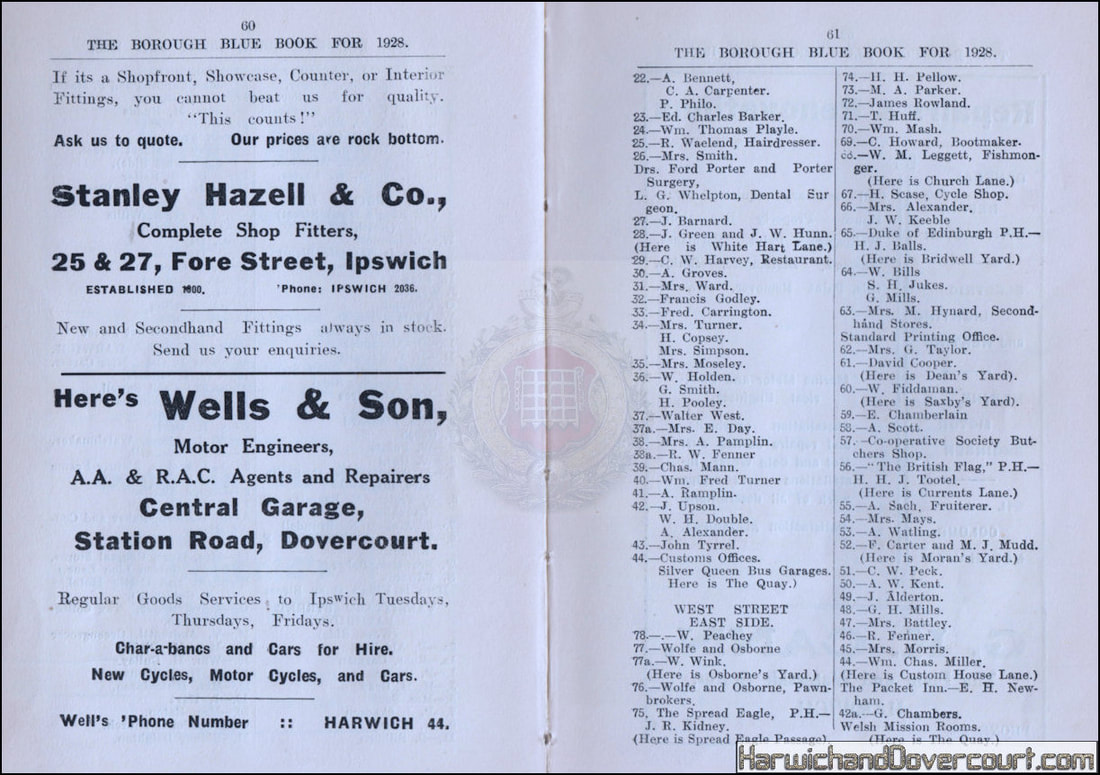 60
THE BOROUGH BLUE BOOK FOR 1928.
If its a Shopfront, Showcase, Counter, or Interior
Fittings, you cannot beat us for quality.
"This counts!"
Ask us to quote. Our prices are rock bottom.
Stanley Hazell & Co.,
Complete Shop Fitters,
25 & 27, Fore Street, Ipswich
ESTABLISHED 'Phone: IPSWICH 2036.
New and Secondhand Fittings always in stock.
Send us your enquiries.
Here's Wells & Son,
Motor Engineers,
A.A. & R.A.C. Agents and Repairers
Central Garage,
Station Road, Dovercourt.
Regular Goods Services to Ipswich Tuesdays,
Thursdays, Fridays.
Char-a-bancs and Cars for Hire.
New Cycles, Motor Cycles, and Cars.
Well's 'Phone Number :: HARWICH 44.
61
THE BOROUGH BLUE BOOK FOR 1928.
22.—A. Bennett,
C. A. Carpenter.
P. Philo.
23.—Ed. Charles Barker.
24.—Wm. Thomas Playle.
25.—R. Waelend, Hairdresser.
26.—Mrs. Smith.
Drs. Ford Porter and Porter
Surgery,
L. G. Whelpton, Dental Sur
geon.
27.—J. Barnard.
28.—J. Green and J. W. Hunn.
(Here is White Hart Lane.)
29.—C. W. Harvey, Restaurant.
30.—A. Groves.
31.—Mrs. Ward.
32.—Francis Godley.
33.—Fred. Carrington.
34.—Mrs. Turner.
H. Copsey.
Mrs. Simpson.
35.—Mrs. Moseley.
36.—W. Holden.
G. Smith.
H. Pooley.
37.—Walter West.
37a.—Mrs. E. Day.
38.—Mrs. A. Pamplin.
38a.—R. W. Fenner
39.—Chas. Mann.
40.—Wm. Fred Turner
41.—A. Ramplin.
42.—J. Upson.
W. H. Double.
A. Alexander.
43.—John Tyrrel.
44.—Customs Offices.
Silver Queen Bus Garages.
Here is The Quay.)
WEST STREET
EAST SIDE.
78.—.—W. Peachey
77.—Wolfe and Osborne
77a.—W. Wink.
(Here is Osborne's Yard.)
76.—Wolfe and Osborne, Pawn-
brokers.
75, The Spread Eagle, P.H.—
J. R. Kidney.
(Here is Spread Eagle Passage)
74.—H. H. Pellow.
73.—M. A. Parker.
72.—James Rowland.
71.—T. Huff.
70.—Wm. Mash.
69.—C. Howard, Bootmaker.
68.—W. M. Leggett, Fishmon-
ger.
(Here is Church Lane.)
67.—H. Scase, Cycle Shop.
66.—Mrs. Alexander.
J. W. Keeble
65.—Duke of Edinburgh P.H.—
H. J. Balls.
(Here is Bridwell Yard.)
64.—W. Bills
S. H. Jukes.
G. Mills.
63.—Mrs. M. Hynard, Second-
hand Stores.
Standard Printing Office.
62.—Mrs. G. Taylor.
61.—David Cooper.
(Here is Dean's Yard).
60.—W. Fiddaman.
(Here is Saxby's Yard).
59.—E. Chamberlain
58.—A. Scott.
57. -Co-operative Society But-
chers Shop.
56.—"The British Flag," P.H.—
H. H. J. Tootel.
(Here is Currents Lane.)
55.—A. Sach, Fruiterer.
54.—Mrs. Mays.
53.—A. Watling.
52.—F. Carter and M. J. Mudd.
(Here is Moran's Yard.)
51.—C. W. Peck.
50.—A. W. Kent.
49.—J. Alderton.
48.—G. H. Mills.
47.—Mrs. Battley.
46.—R. Fenner.
45.—Mrs. Morris.
44.—Wm. Chas. Miller.
(Here is Custom House Lane.)
The Packet Inn.—E. H. New-
ham.
42a.—G. Chambers.
Welsh Mission Rooms.
(Here is The Quay.)
HarwichandDovercourt.com